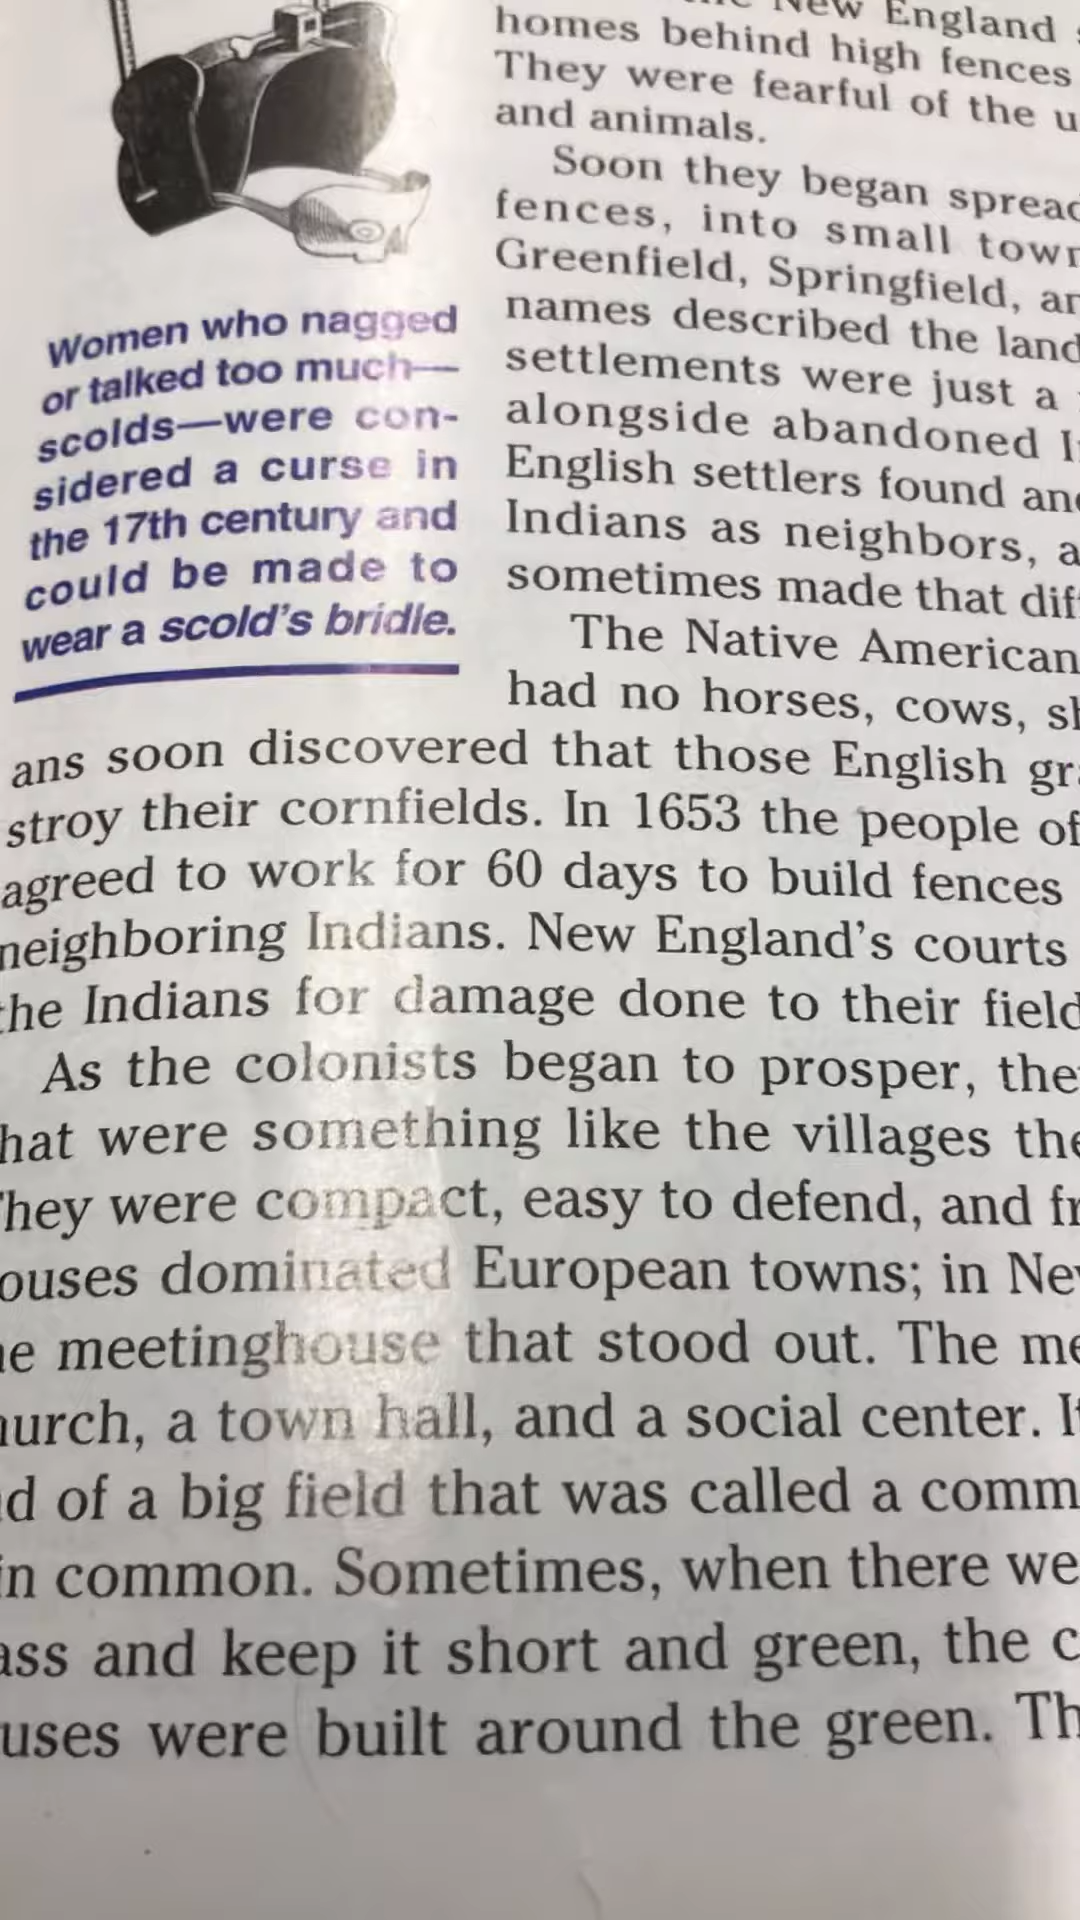 New England
homes behind high fences
They were fearful of the
and animals.
Soon they began
fences, into small
Greenfield, Springfield,
names described the
settlements were just a
alongside abandoned
English settlers found
Indians as neighbors,
sometimes made that
The Native American
had no horses, cows,
Women who nagged
or talked too much—
scolds—were con-
sidered a curse in
the 17th century and
could be made to
wear a scold's bridle.
ans soon discovered that those English
stroy their cornfields. In 1653 the people of
agreed to work for 60 days to build fences
neighboring Indians. New England's courts
the Indians for damage done to their
As the colonists began to prosper,
hat were something like the villages
They were compact, easy to defend, and
ouses dominated European towns; in
meetinghouse that stood out. The
urch, a town hall, and a social center.
of a big field that was called a
in common. Sometimes, when there
ass and keep it short and green, the
uses were built around the green.